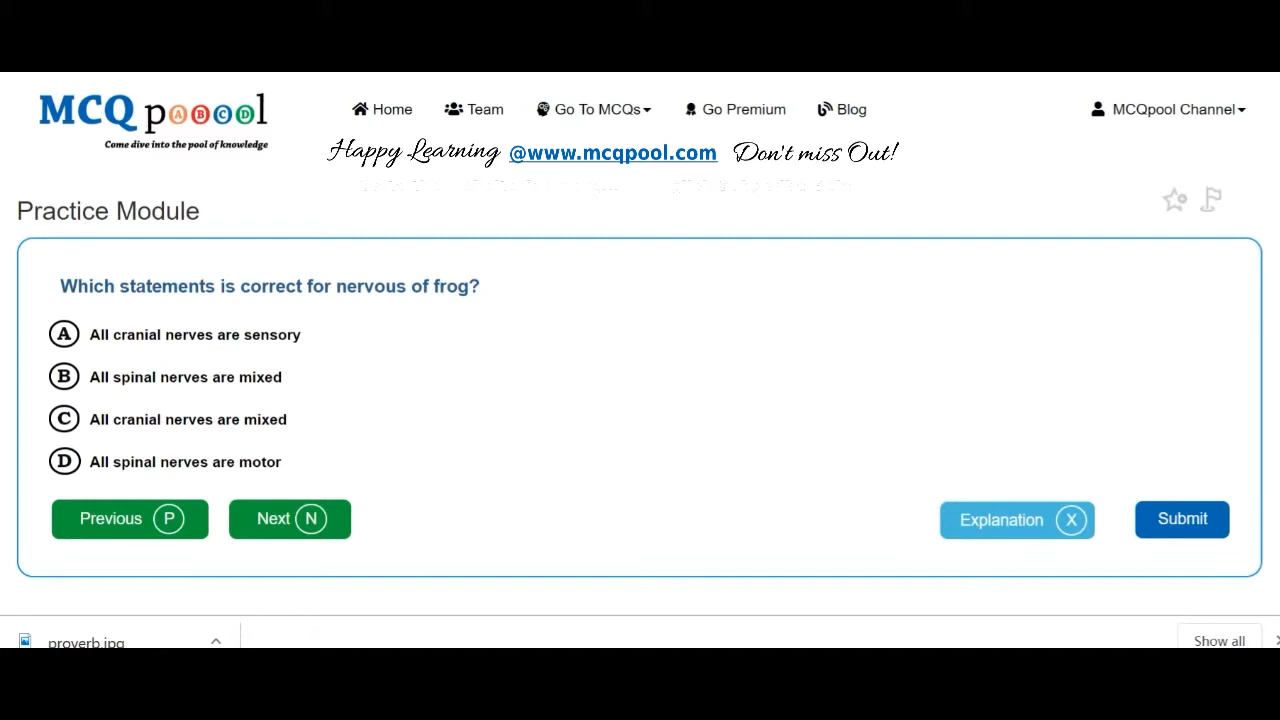 MCQ poool
Come dive into the pool of knowledge
Home Team Go To MCQs Go Premium Blog MCQpool Channel
Happy Learning @www.mcqpool.com Don't miss Out!
Practice Module
Which statements is correct for nervous of frog?
A All cranial nerves are sensory
B All spinal nerves are mixed
C All cranial nerves are mixed
D All spinal nerves are motor
Previous P Next N Explanation X Submit
proverb.jpg Show all